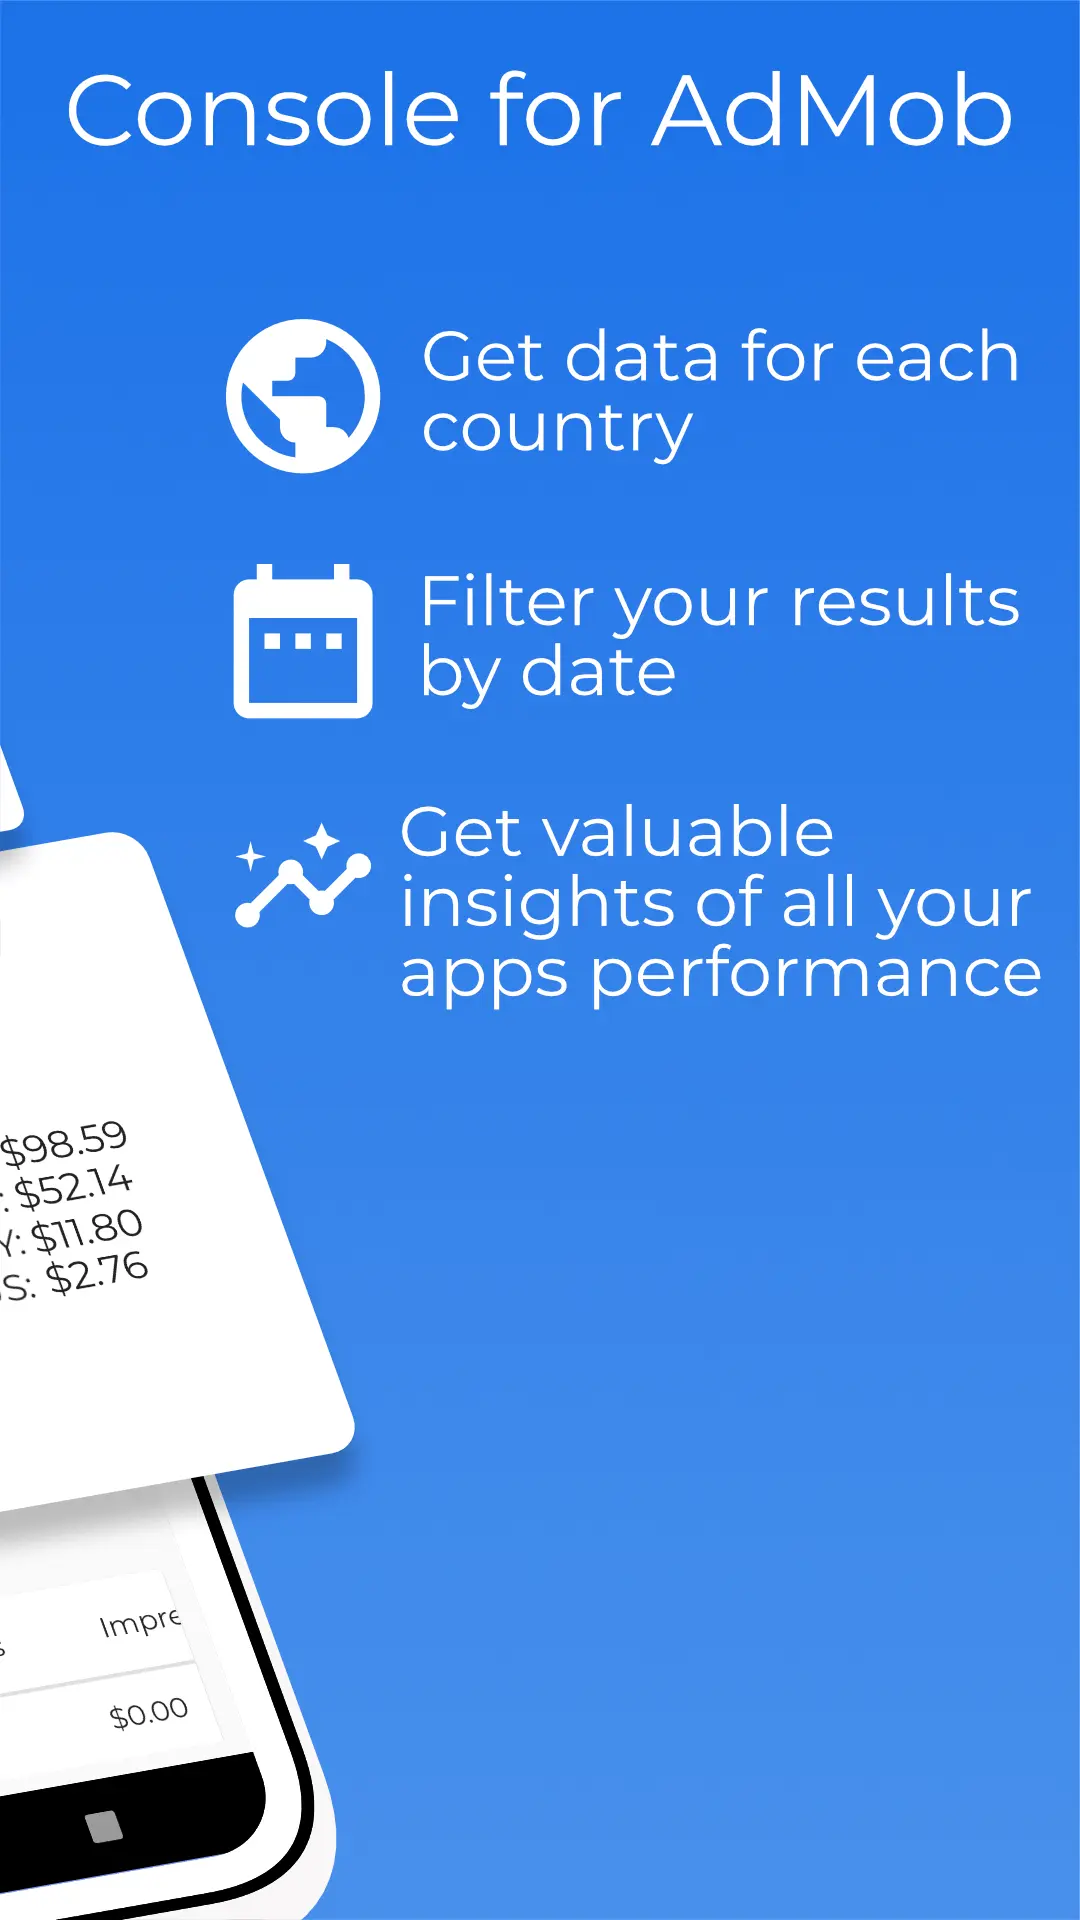 Console for AdMob
Get data for each
country
Filter your results
by date
Get valuable
insights of all your
apps performance
$98.59
: $52.14
Y: $11.80
S: $2.76
Impre
$0.00